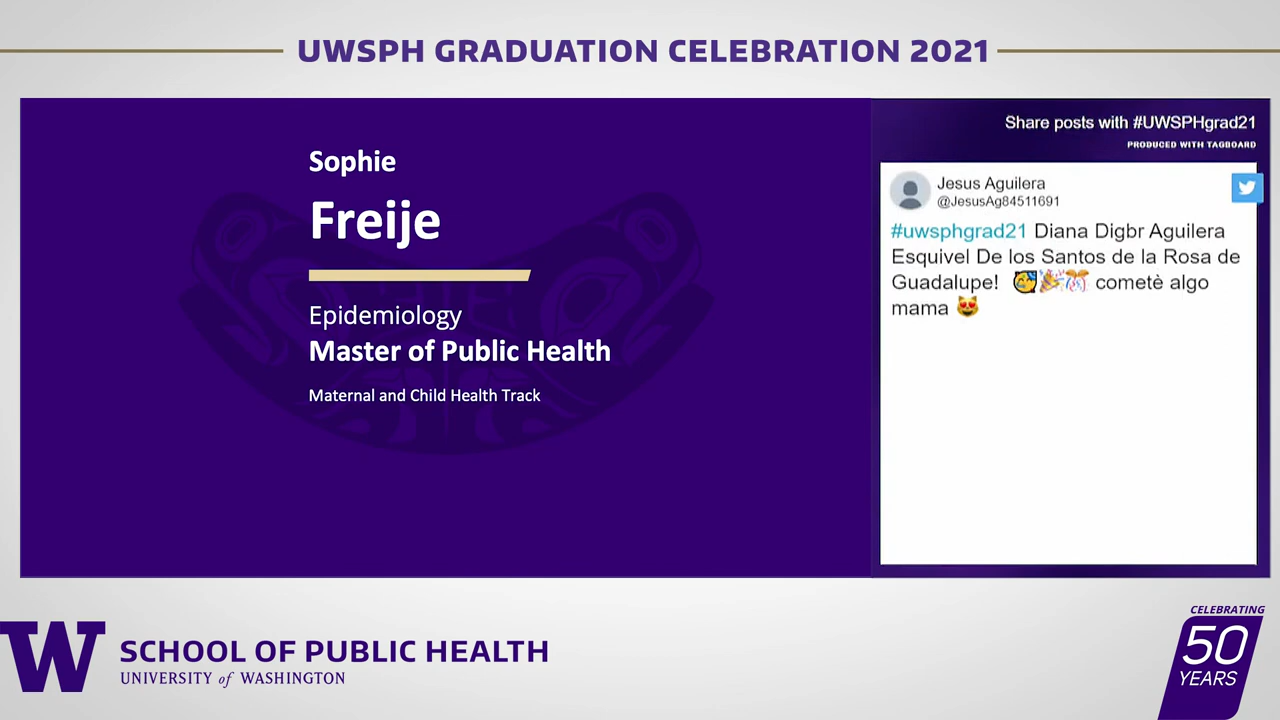 UWSPH GRADUATION CELEBRATION 2021
Sophie
Freije
Epidemiology
Master of Public Health
Maternal and Child Health Track
Share posts with #UWSPHgrad21
PRODUCED WITH TAGBOARD
Jesus Aguilera
@JesusAg84511691
#uwsphgrad21 Diana Digbr Aguilera
Esquivel De los Santos de la Rosa de
Guadalupe! 🥳🎉🎊 cometè algo
mama 😻
W SCHOOL OF PUBLIC HEALTH
UNIVERSITY of WASHINGTON
CELEBRATING
50
YEARS